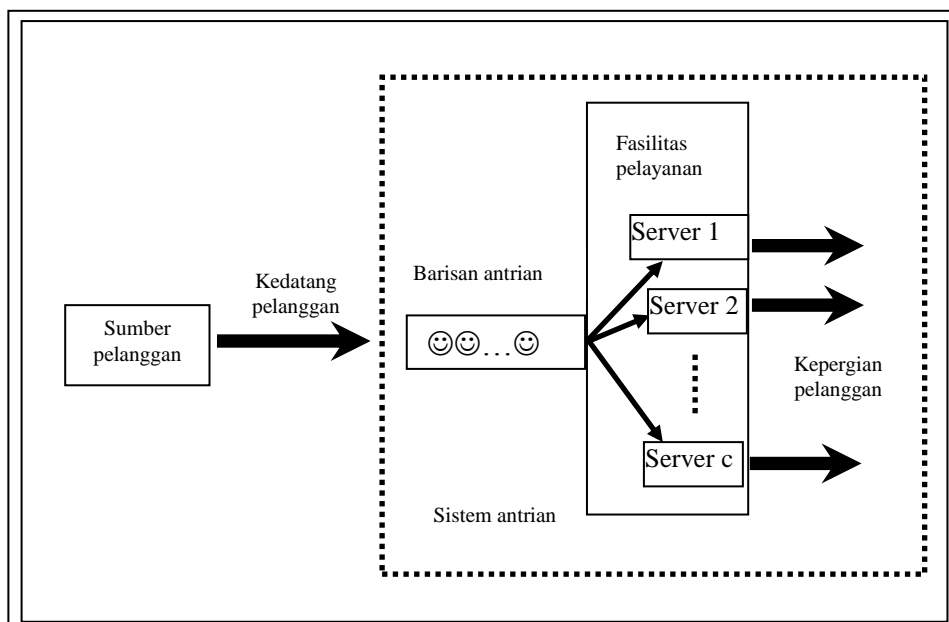 Sumber
pelanggan
Kedatang
pelanggan
Barisan antrian
☺☺…☺
Sistem antrian
Fasilitas
pelayanan
Server 1
Server 2
Server c
Kepergian
pelanggan